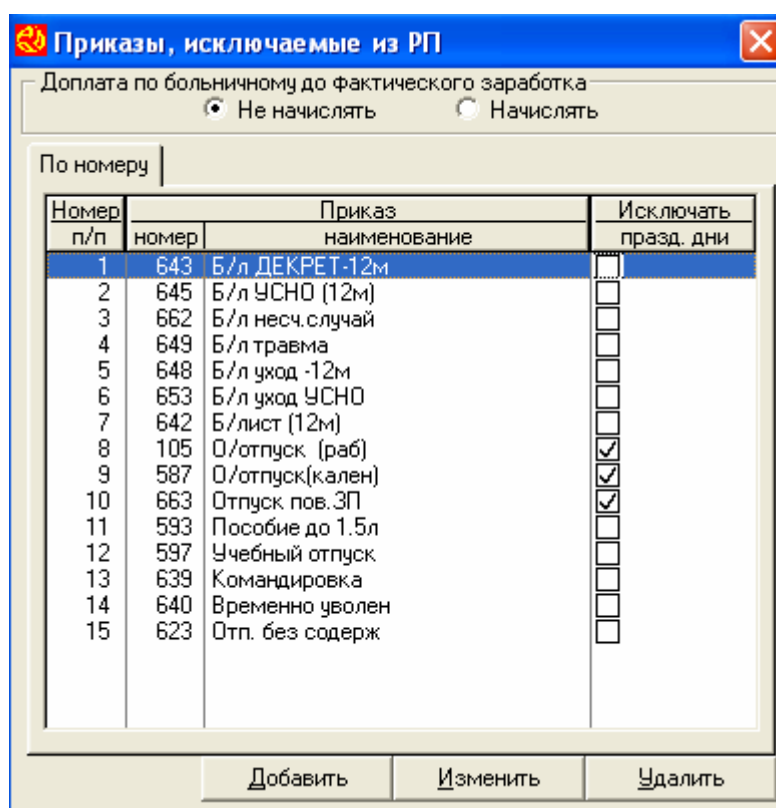 Приказы, исключаемые из РП
Доплата по больничному до фактического заработка
Не начислять Начислять
По номеру
Номер Приказ Исключать
п/п номер наименование празд. дни
1 643 Б/л ДЕКРЕТ-12м
2 645 Б/л УСНО (12м)
3 662 Б/л несч.случай
4 649 Б/л травма
5 648 Б/л уход -12м
6 653 Б/л уход УСНО
7 642 Б/лист (12м)
8 105 О/отпуск (раб)
9 587 О/отпуск(кален)
10 663 Отпуск пов.ЗП
11 593 Пособие до 1.5л
12 597 Учебный отпуск
13 639 Командировка
14 640 Временно уволен
15 623 Отп. без содерж
Добавить Изменить Удалить